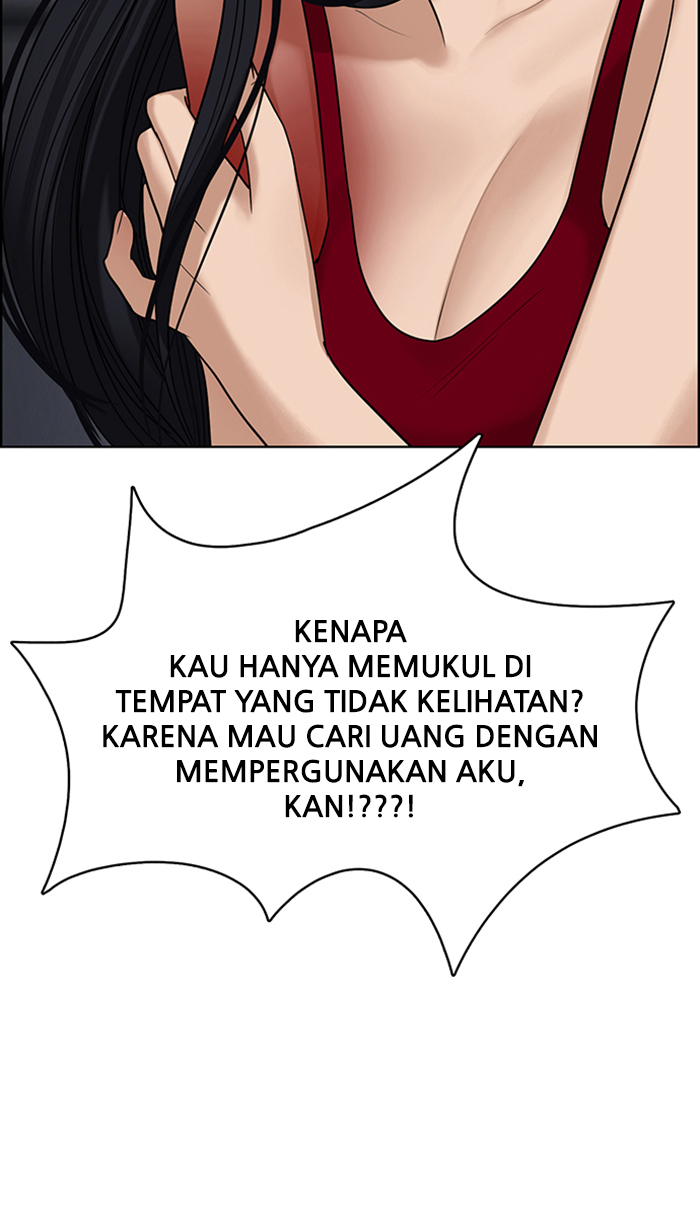 KENAPA
KAU HANYA MEMUKUL DI
TEMPAT YANG TIDAK KELIHATAN?
KARENA MAU CARI UANG DENGAN
MEMPERGUNAKAN AKU,
KAN!???!